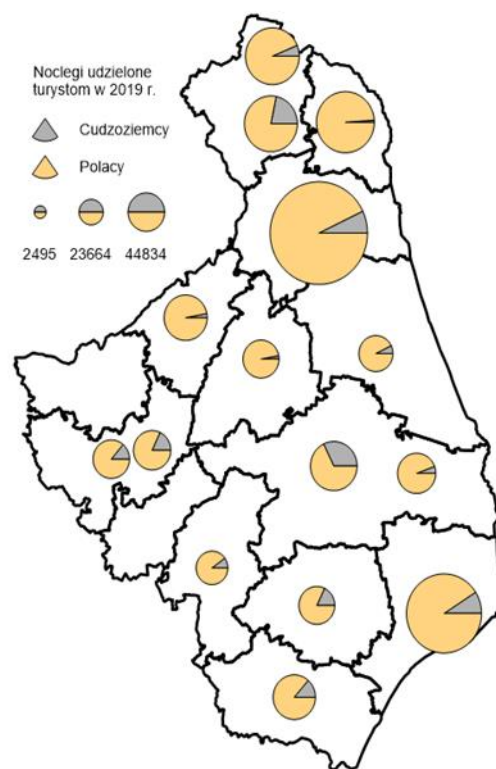 Noclegi udzielone
turystom w 2019 r.
Cudzoziemcy
Polacy
2495 23664 44834